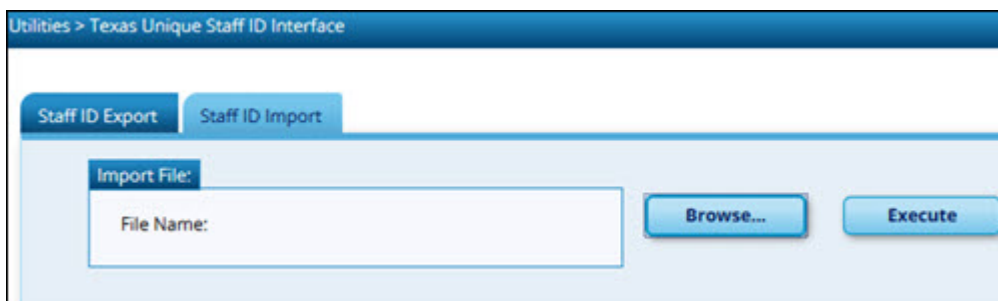 Utilities > Texas Unique Staff ID Interface
Staff ID Export Staff ID Import
Import File:
File Name: Browse... Execute